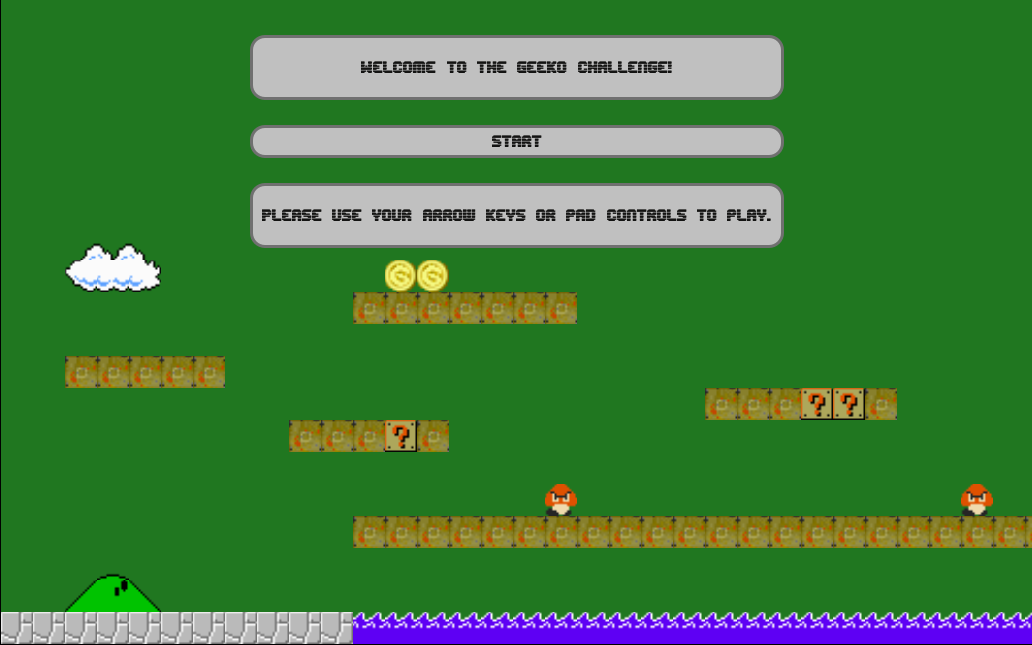 WELCOME TO THE GEEKO CHALLENGE!
START
PLEASE USE YOUR ARROW KEYS OR PAD CONTROLS TO PLAY.
?
? ?